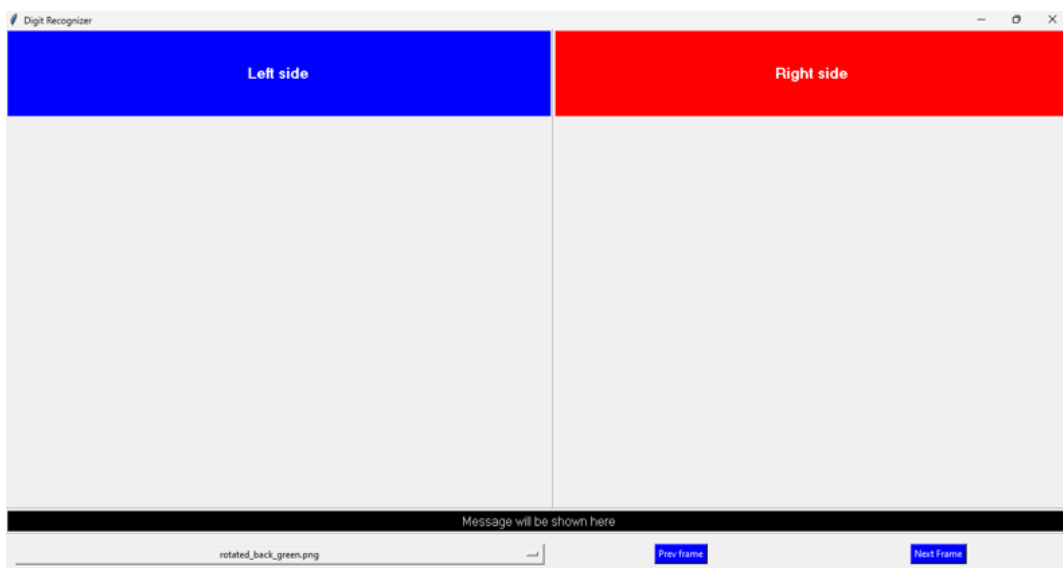 Digit Recognizer
Left side
Right side
Message will be shown here
rotated_back_green.png
Prev frame
Next Frame